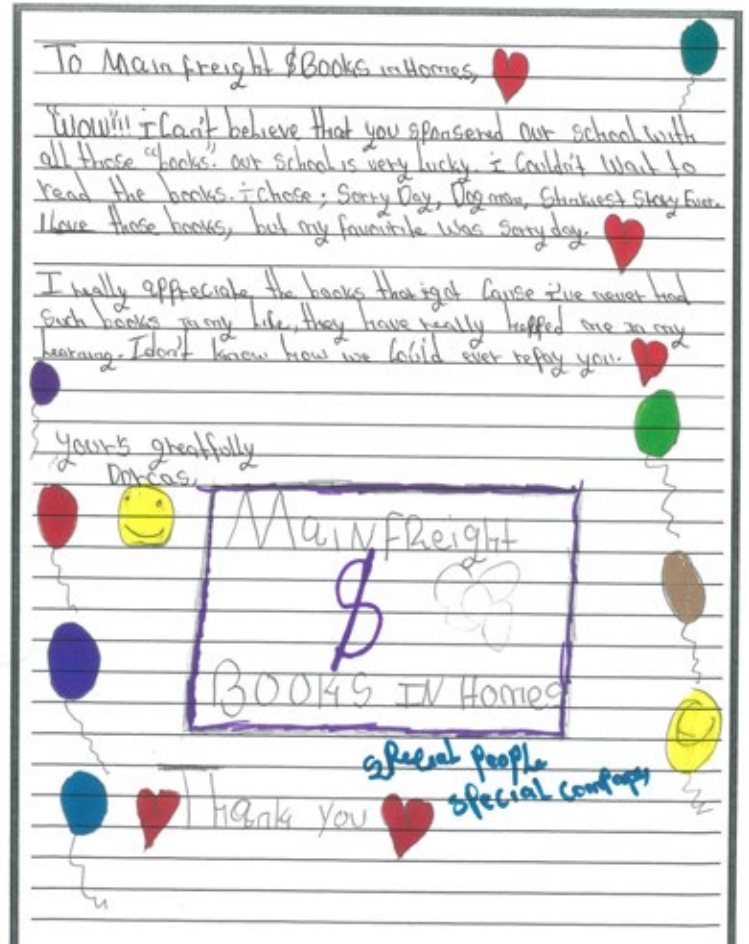 To Mainfreight $ Books in Homes,
"Wow"!!! i Can't believe that you sponsered our school with
all those "books". our school is very lucky. i Couldn't Wait to
read the books. i chose ; Sorry Day, Dogman, Stinkiest Story Ever.
I love those books, but my favourite Was Sorry day.
I really appreciate the books that i got Cause i've never had
Such books in my life, they have really helped me in my
learning. I don't know how we Could ever repay you.
yours greatfully
Dorcas,
MainfReight
$
BOOKS IN Homes
special people
special company
Thank you